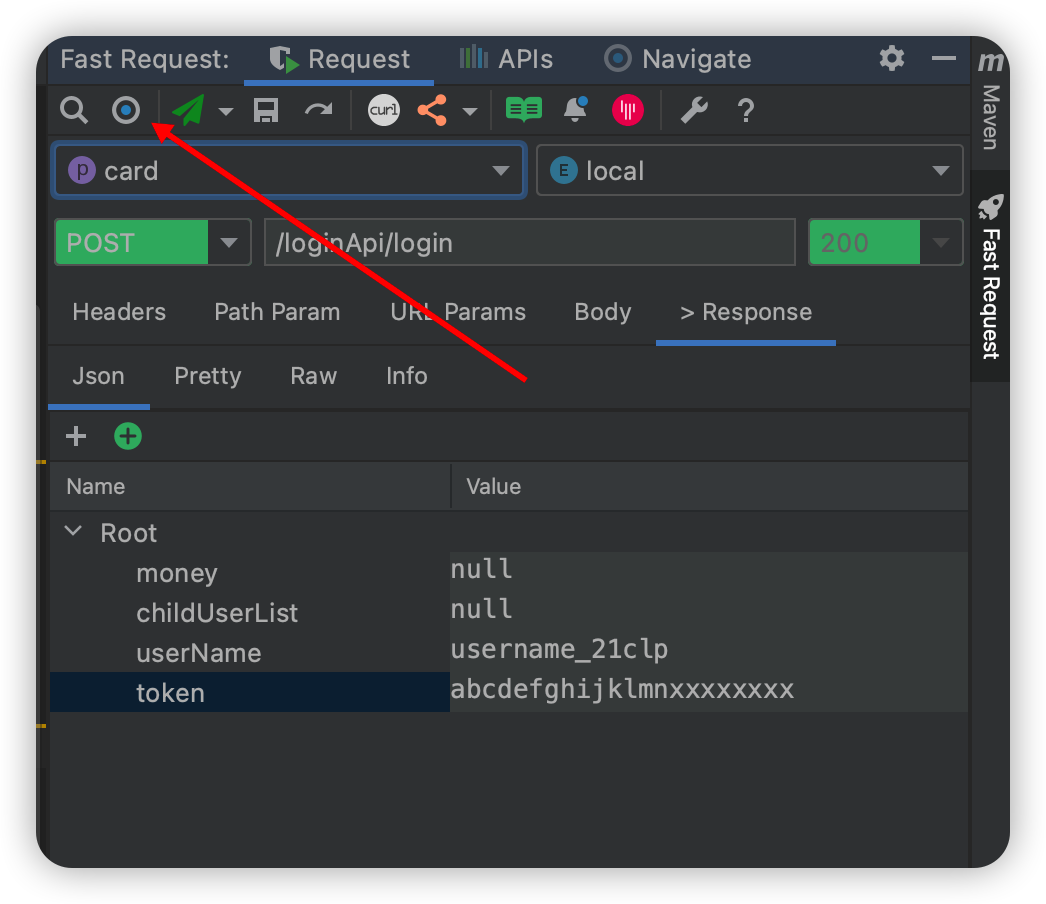 Fast Request: Request APIs Navigate
m Maven
curl ?
p card E local
POST /loginApi/login 200
Fast Request
Headers Path Param URL Params Body > Response
Json Pretty Raw Info
Name Value
Root
money null
childUserList null
userName username_21clp
token abcdefghijklmnxxxxxxxx